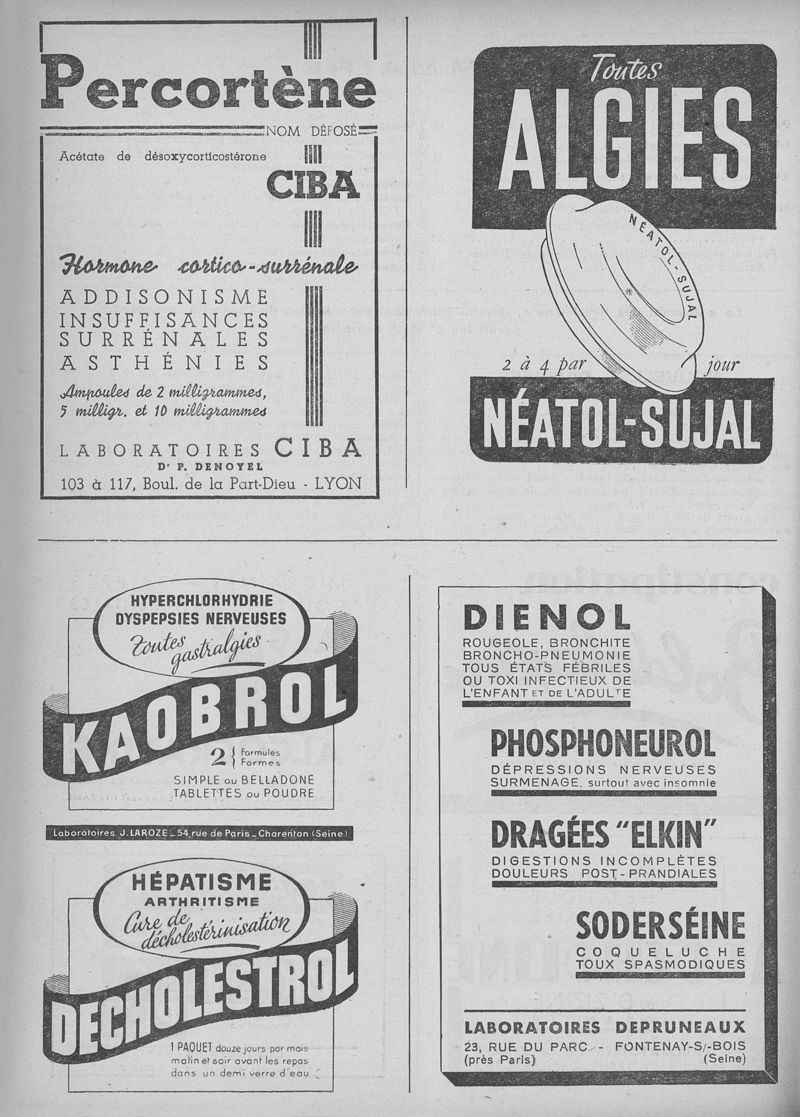 Percortène
NOM DÉPOSÉ
Acétate de désoxycorticostérone
CIBA
Hormone cortico-surrénale
ADDISONISME
INSUFFISANCES
SURRÉNALES
ASTHÉNIES
Ampoules de 2 milligrammes,
5 milligr. et 10 milligrammes
LABORATOIRES CIBA
Dr P. DENOYEL
103 à 117, Boul. de la Part-Dieu - LYON
Toutes
ALGIES
NÉATOL-SUJAL
2 à 4 par jour
NÉATOL-SUJAL
HYPERCHLORHYDRIE
DYSPEPSIES NERVEUSES
Toutes
gastralgies
KAOBROL
2 { Formules
Formes
SIMPLE ou BELLADONÉ
TABLETTES ou POUDRE
Laboratoires J. LAROZE _ 54, rue de Paris _ Charenton (Seine)
HÉPATISME
ARTHRITISME
Cure de
décholestérinisation
DECHOLESTROL
1 PAQUET douze jours par mois
matin et soir avant les repas
dans un demi verre d'eau
DIENOL
ROUGEOLE, BRONCHITE
BRONCHO-PNEUMONIE
TOUS ÉTATS FÉBRILES
OU TOXI INFECTIEUX DE
L'ENFANT ET DE L'ADULTE
PHOSPHONEUROL
DÉPRESSIONS NERVEUSES
SURMENAGE, surtout avec insomnie
DRAGÉES "ELKIN"
DIGESTIONS INCOMPLÈTES
DOULEURS POST-PRANDIALES
SODERSÉINE
COQUELUCHE
TOUX SPASMODIQUES
LABORATOIRES DEPRUNEAUX
23, RUE DU PARC - FONTENAY-S/-BOIS
(près Paris) (Seine)